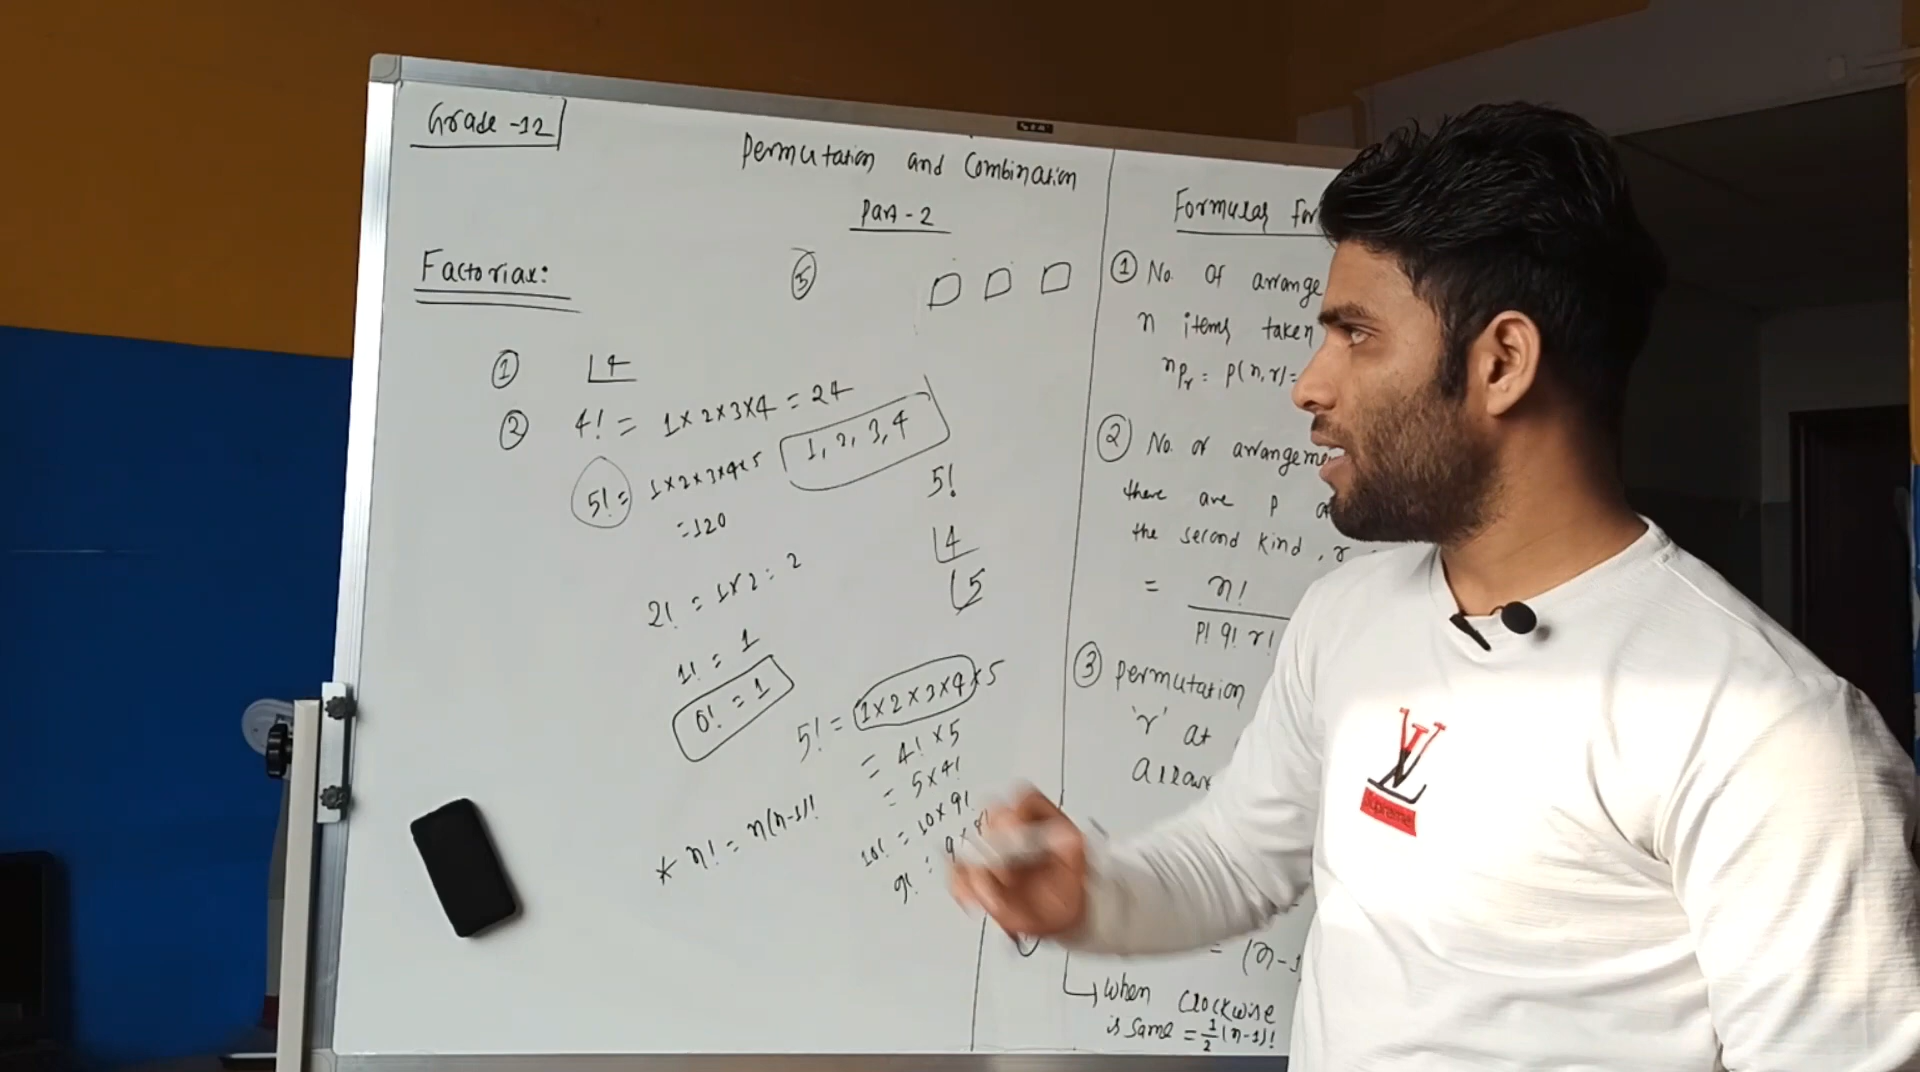 Grade -12
Permutation and Combination
Part - 2
Factorial:
5
① ∟4
② 4! = 1×2×3×4 = 24
1, 2, 3, 4
5! = 1×2×3×4×5
=120
2! = 1×2 = 2
1! = 1
0! = 1
5!
∟4
∟5
5! = 1×2×3×4×5
= 4! × 5
= 5×4!
10! = 10×9!
9! = 9×8!
* n! = n(n-1)!
Formulas for
① No. of arrange
n items taken
nPr = P(n, r) =
② No. of arrangeme
there are p
the second kind, r
= n!
p! q! r!
③ permutation
'r' at
= (n-1
↳ When clockwise
is same = 1/2 (n-1)!
Supreme